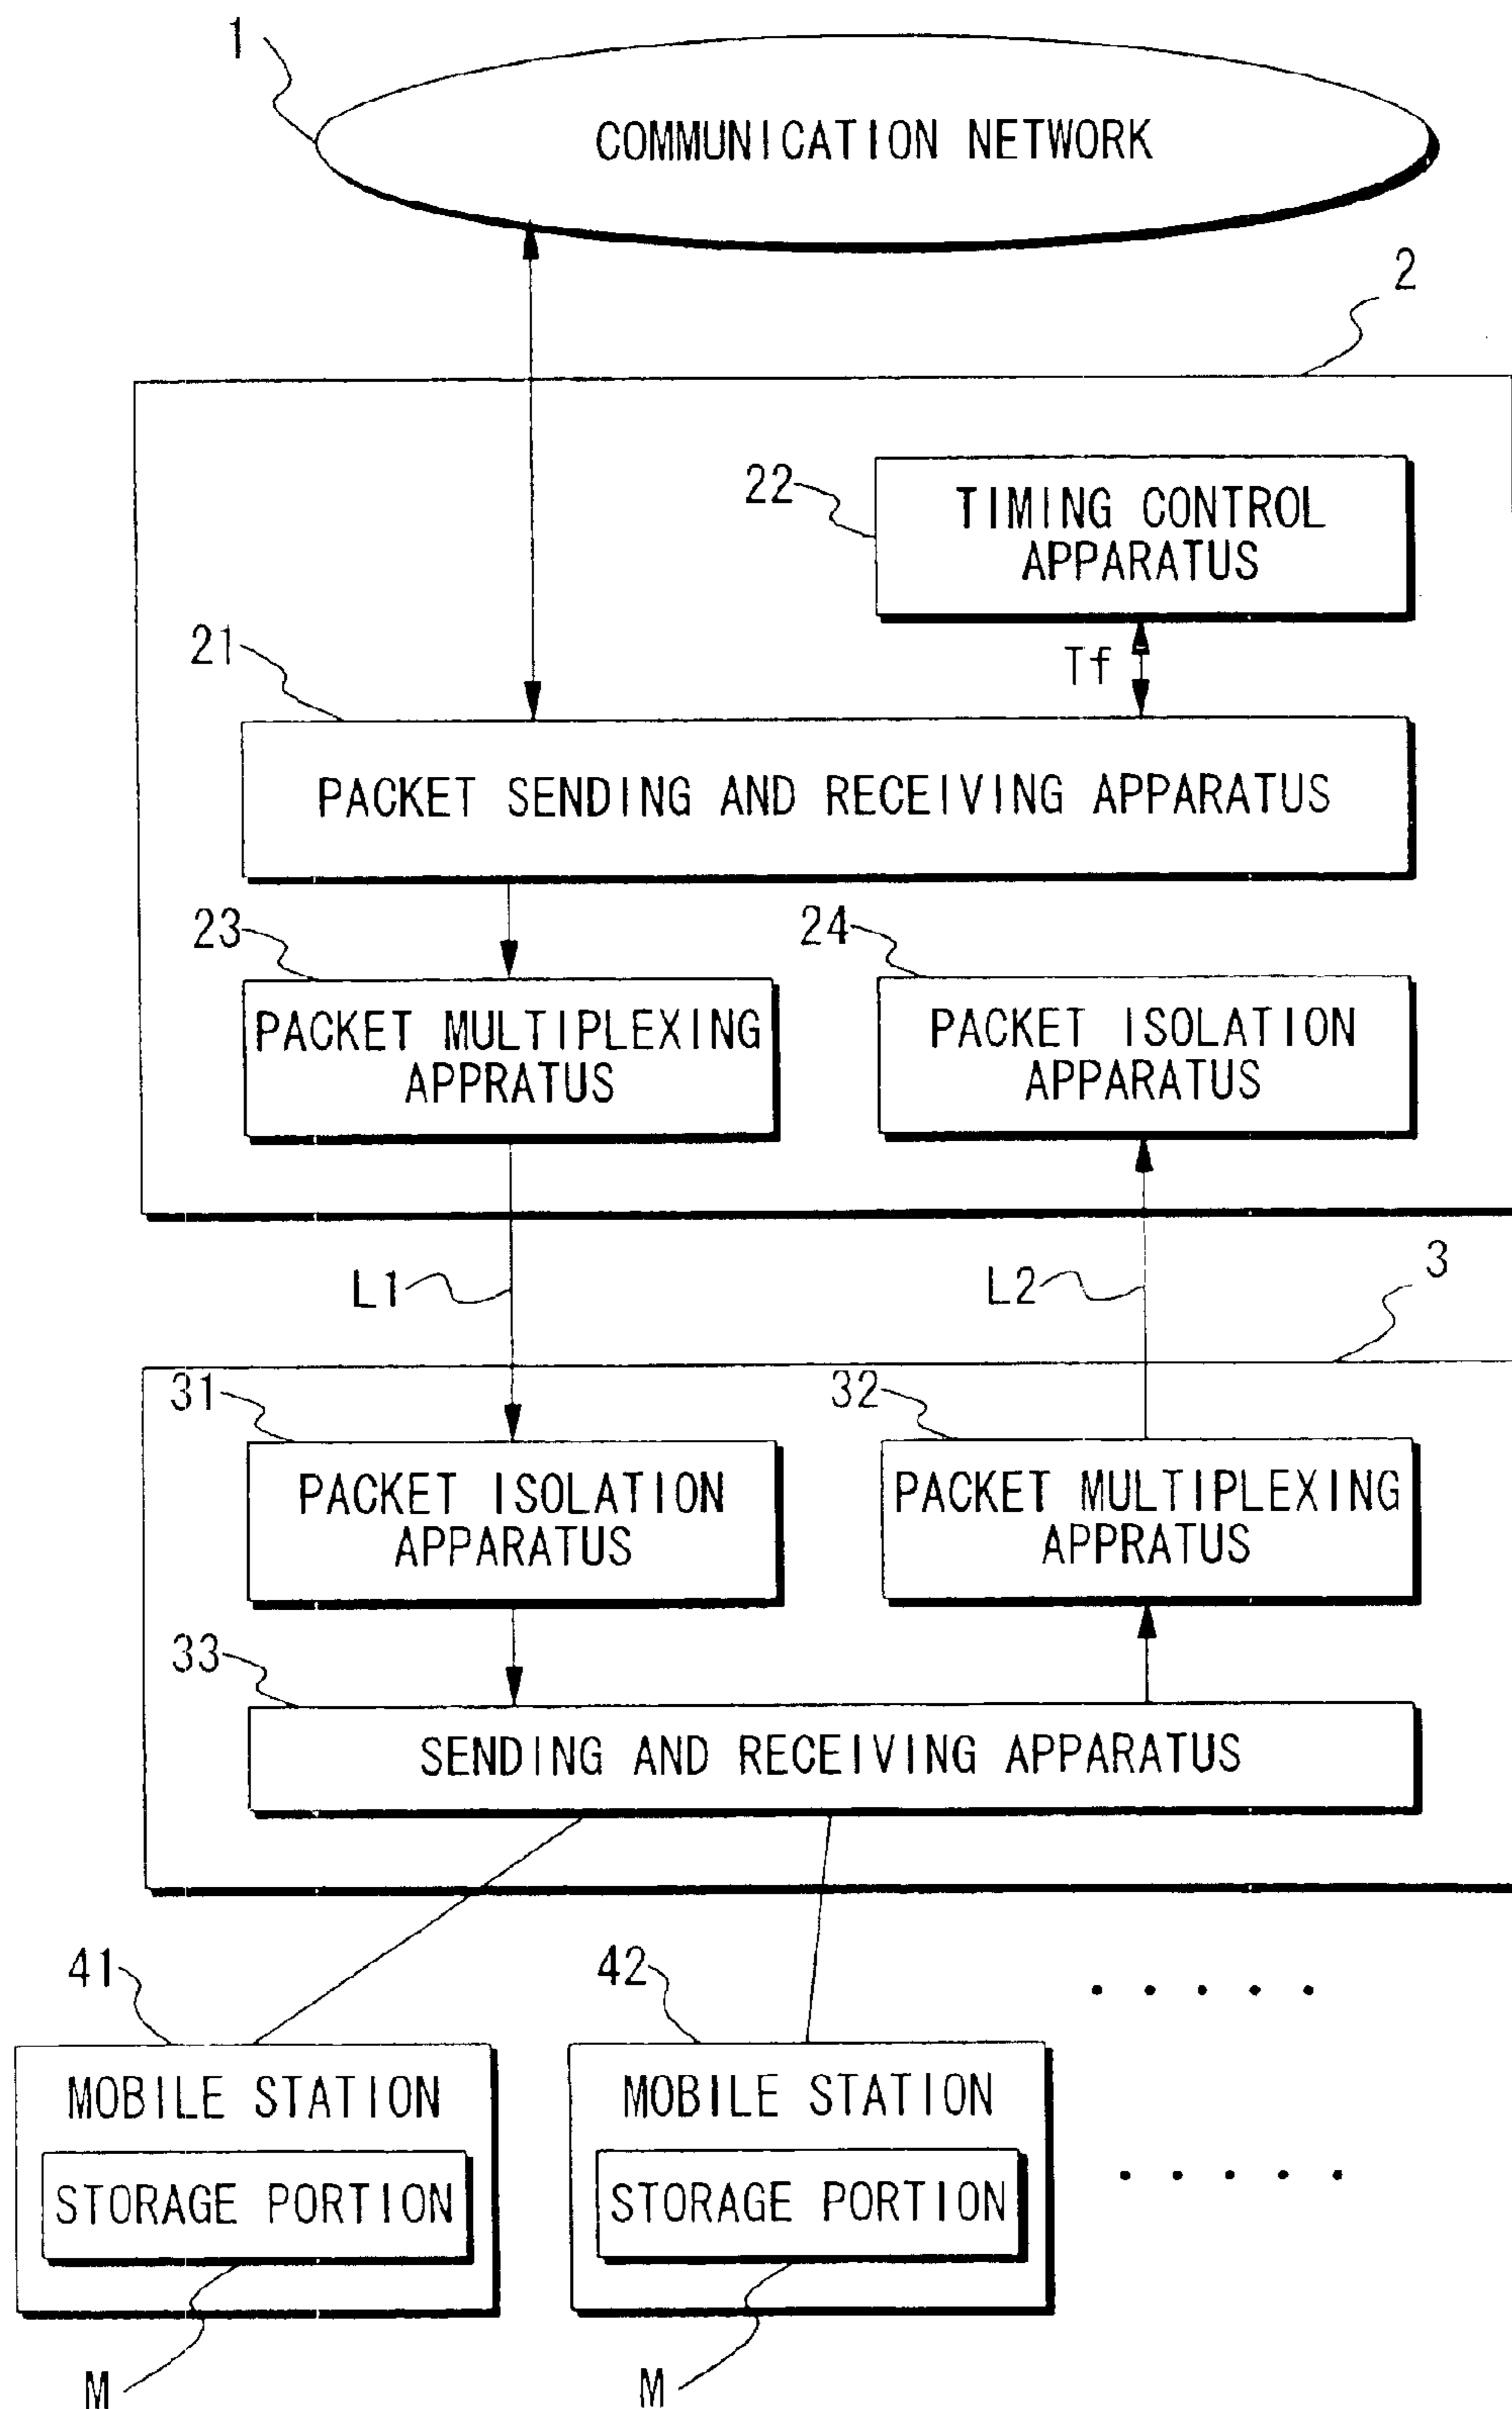 1
COMMUNICATION NETWORK
2
22
TIMING CONTROL
APPARATUS
Tf
21
PACKET SENDING AND RECEIVING APPARATUS
23
24
PACKET MULTIPLEXING
APPRATUS
PACKET ISOLATION
APPARATUS
L1
L2
3
31
32
PACKET ISOLATION
APPARATUS
PACKET MULTIPLEXING
APPRATUS
33
SENDING AND RECEIVING APPARATUS
41
42
MOBILE STATION
STORAGE PORTION
MOBILE STATION
STORAGE PORTION
M
M